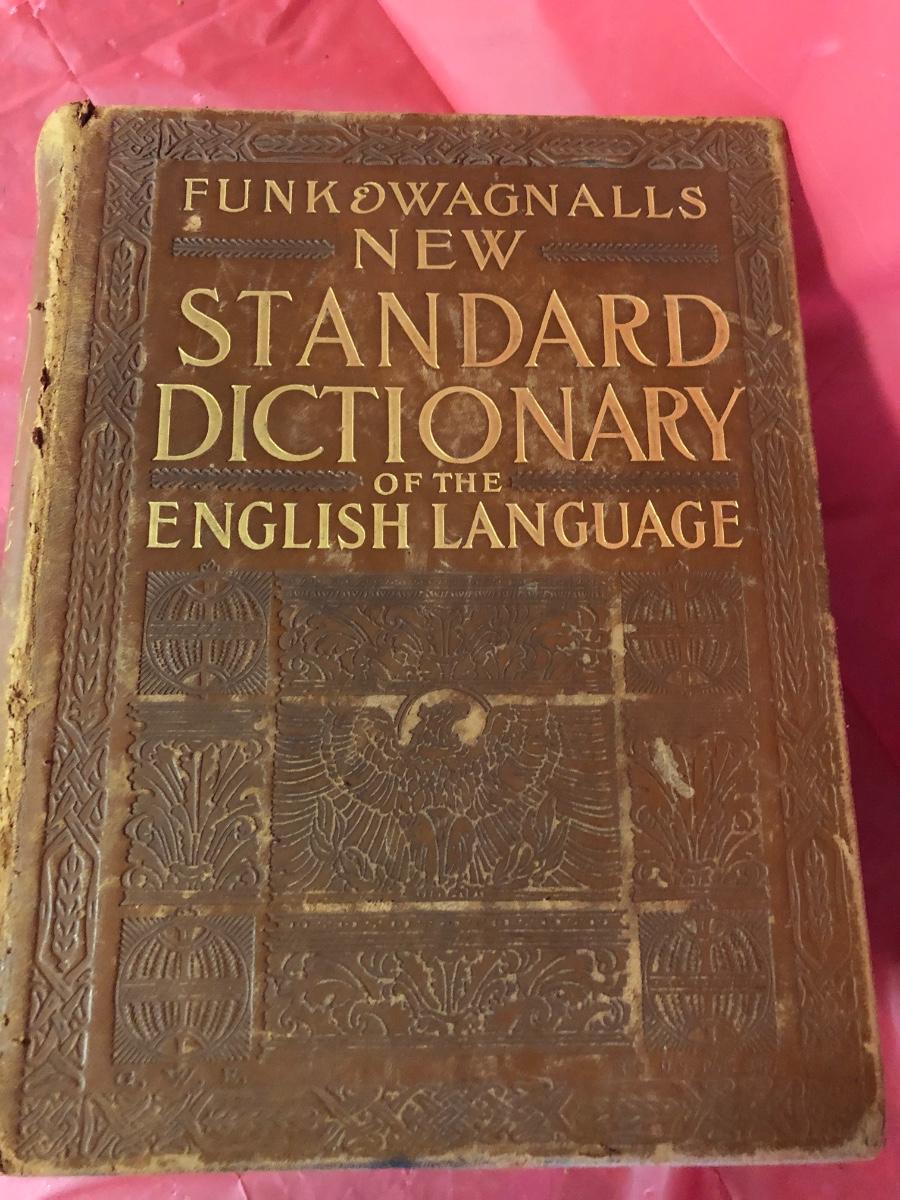 FUNK & WAGNALLS
NEW
STANDARD
DICTIONARY
OF THE
ENGLISH LANGUAGE